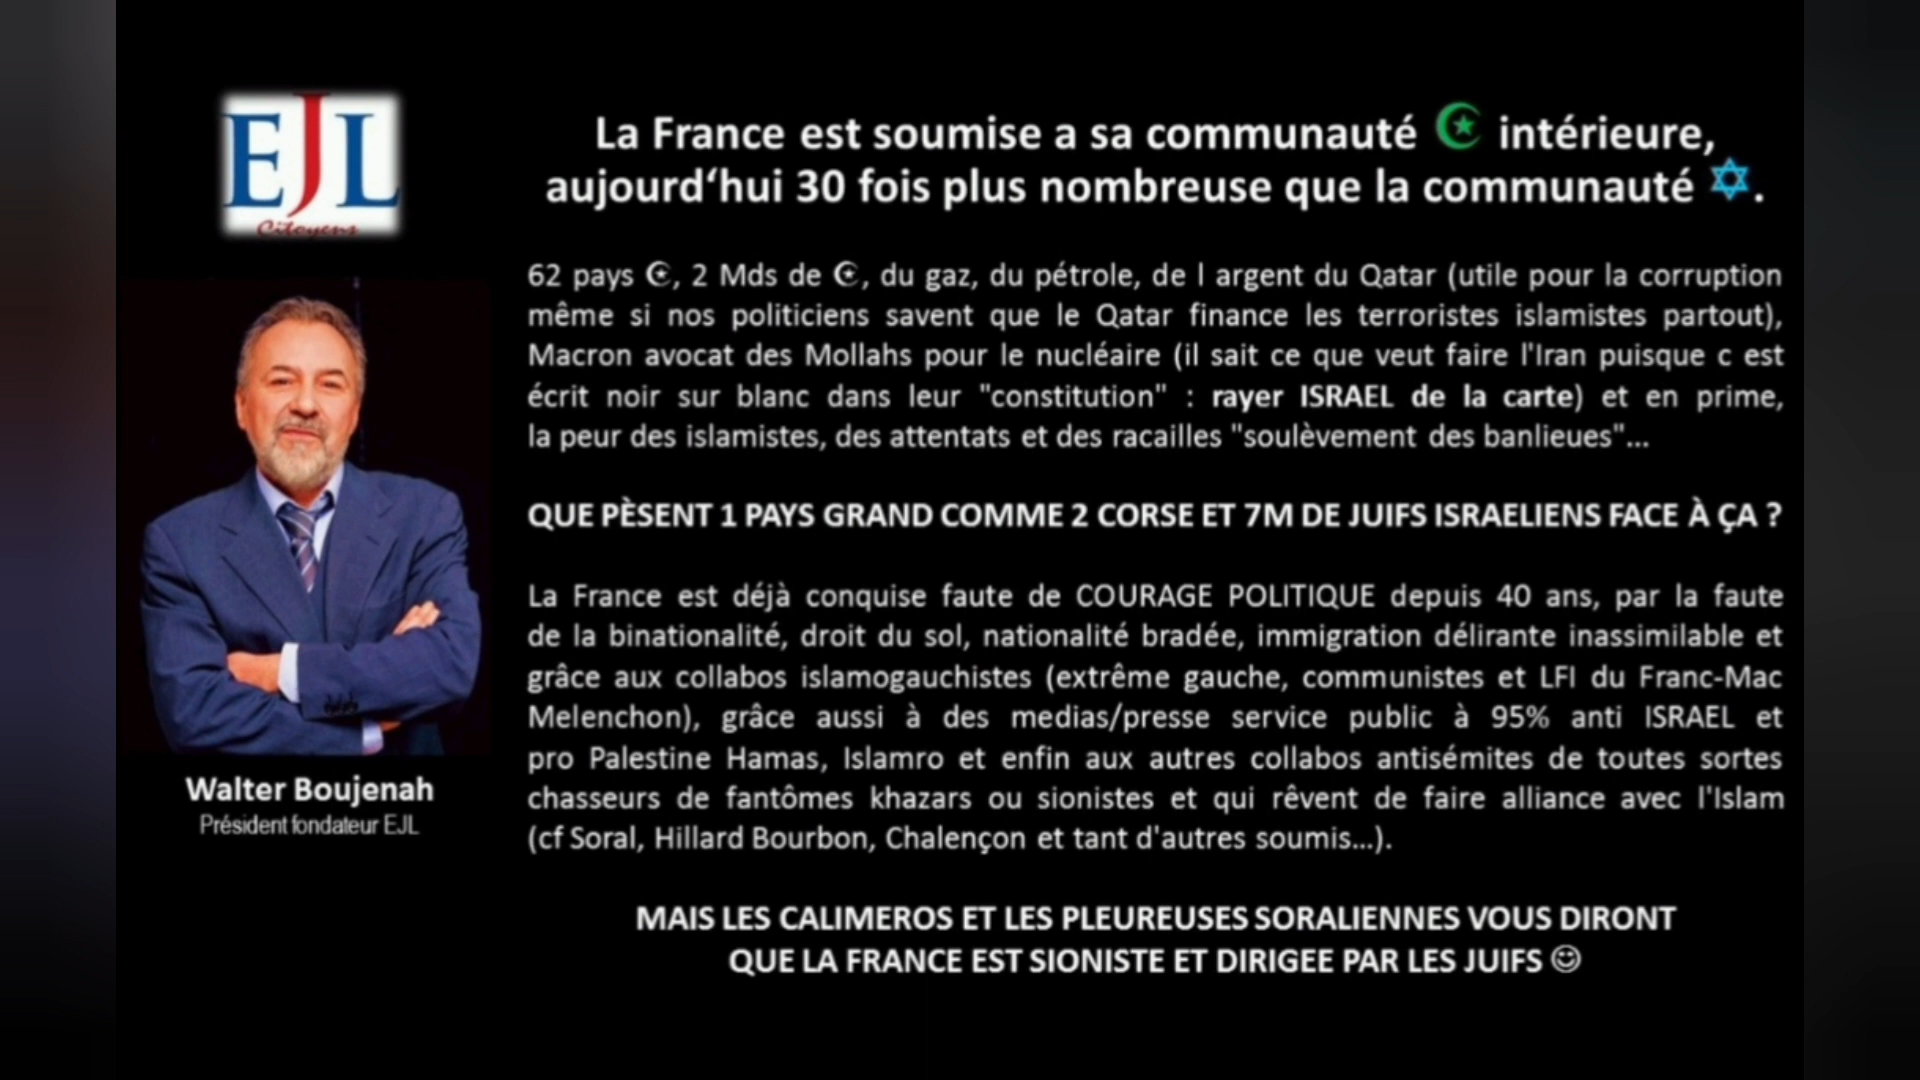 EJL
Citoyens
La France est soumise a sa communauté ☪ intérieure,
aujourd‘hui 30 fois plus nombreuse que la communauté ✡.
62 pays ☪, 2 Mds de ☪, du gaz, du pétrole, de l argent du Qatar (utile pour la corruption
même si nos politiciens savent que le Qatar finance les terroristes islamistes partout),
Macron avocat des Mollahs pour le nucléaire (il sait ce que veut faire l'Iran puisque c est
écrit noir sur blanc dans leur "constitution" : rayer ISRAEL de la carte) et en prime,
la peur des islamistes, des attentats et des racailles "soulèvement des banlieues"...
QUE PÈSENT 1 PAYS GRAND COMME 2 CORSE ET 7M DE JUIFS ISRAELIENS FACE À ÇA ?
La France est déjà conquise faute de COURAGE POLITIQUE depuis 40 ans, par la faute
de la binationalité, droit du sol, nationalité bradée, immigration délirante inassimilable et
grâce aux collabos islamogauchistes (extrême gauche, communistes et LFI du Franc-Mac
Melenchon), grâce aussi à des medias/presse service public à 95% anti ISRAEL et
pro Palestine Hamas, Islamro et enfin aux autres collabos antisémites de toutes sortes
chasseurs de fantômes khazars ou sionistes et qui rêvent de faire alliance avec l'Islam
(cf Soral, Hillard Bourbon, Chalençon et tant d'autres soumis...).
MAIS LES CALIMEROS ET LES PLEUREUSES SORALIENNES VOUS DIRONT
QUE LA FRANCE EST SIONISTE ET DIRIGEE PAR LES JUIFS 😊
Walter Boujenah
Président fondateur EJL